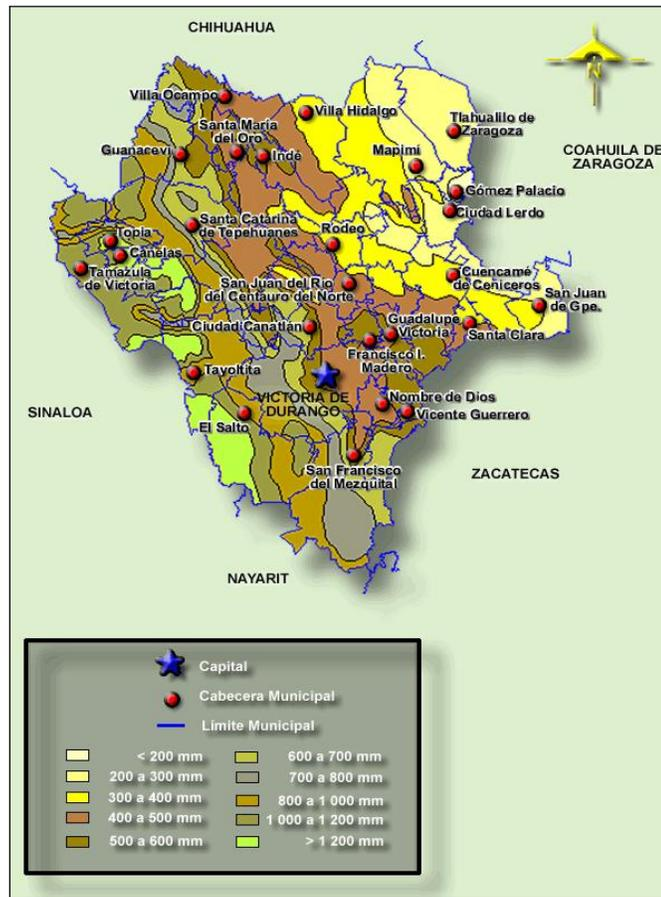 CHIHUAHUA
N
Villa Ocampo
Villa Hidalgo
Tlahualilo de
Zaragoza
COAHUILA DE
ZARAGOZA
Santa María
del Oro
Guanaceví
Indé
Mapimí
Gómez Palacio
Ciudad Lerdo
Santa Catarina
de Tepehuanes
Topia
Canelas
Tamazula
de Victoria
Rodeo
San Juan del Río
del Centauro del Norte
Cuencamé
de Ceniceros
San Juan
de Gpe.
Ciudad Canatlán
Guadalupe
Victoria
Santa Clara
Francisco I.
Madero
Tayoltita
VICTORIA DE
DURANGO
Nombre de Dios
Vicente Guerrero
SINALOA
El Salto
San Francisco
del Mezquital
ZACATECAS
NAYARIT
Capital
Cabecera Municipal
Límite Municipal
< 200 mm
600 a 700 mm
200 a 300 mm
700 a 800 mm
300 a 400 mm
800 a 1 000 mm
400 a 500 mm
1 000 a 1 200 mm
500 a 600 mm
> 1 200 mm